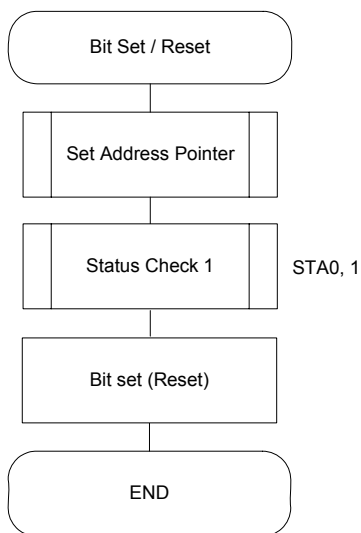 Bit Set / Reset
Set Address Pointer
Status Check 1
STA0, 1
Bit set (Reset)
END